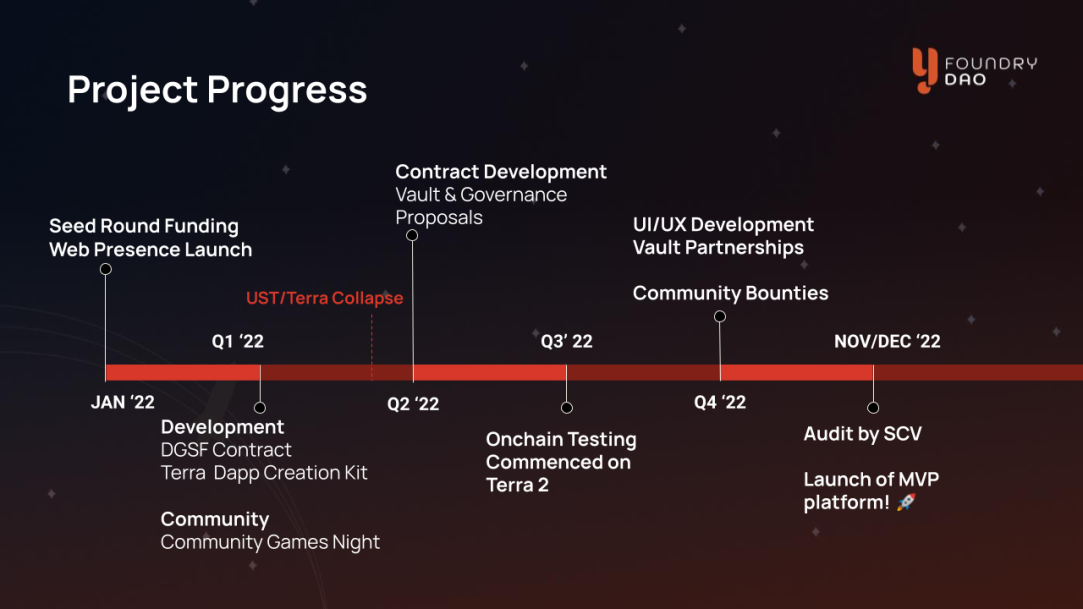 Project Progress
FOUNDRY
DAO
Contract Development
Vault & Governance
Proposals
Seed Round Funding
Web Presence Launch
UI/UX Development
Vault Partnerships
Community Bounties
UST/Terra Collapse
Q1 ‘22
Q3’ 22
NOV/DEC ‘22
JAN ‘22
Q2 ‘22
Q4 ‘22
Development
DGSF Contract
Terra Dapp Creation Kit
Community
Community Games Night
Onchain Testing
Commenced on
Terra 2
Audit by SCV
Launch of MVP
platform! 🚀